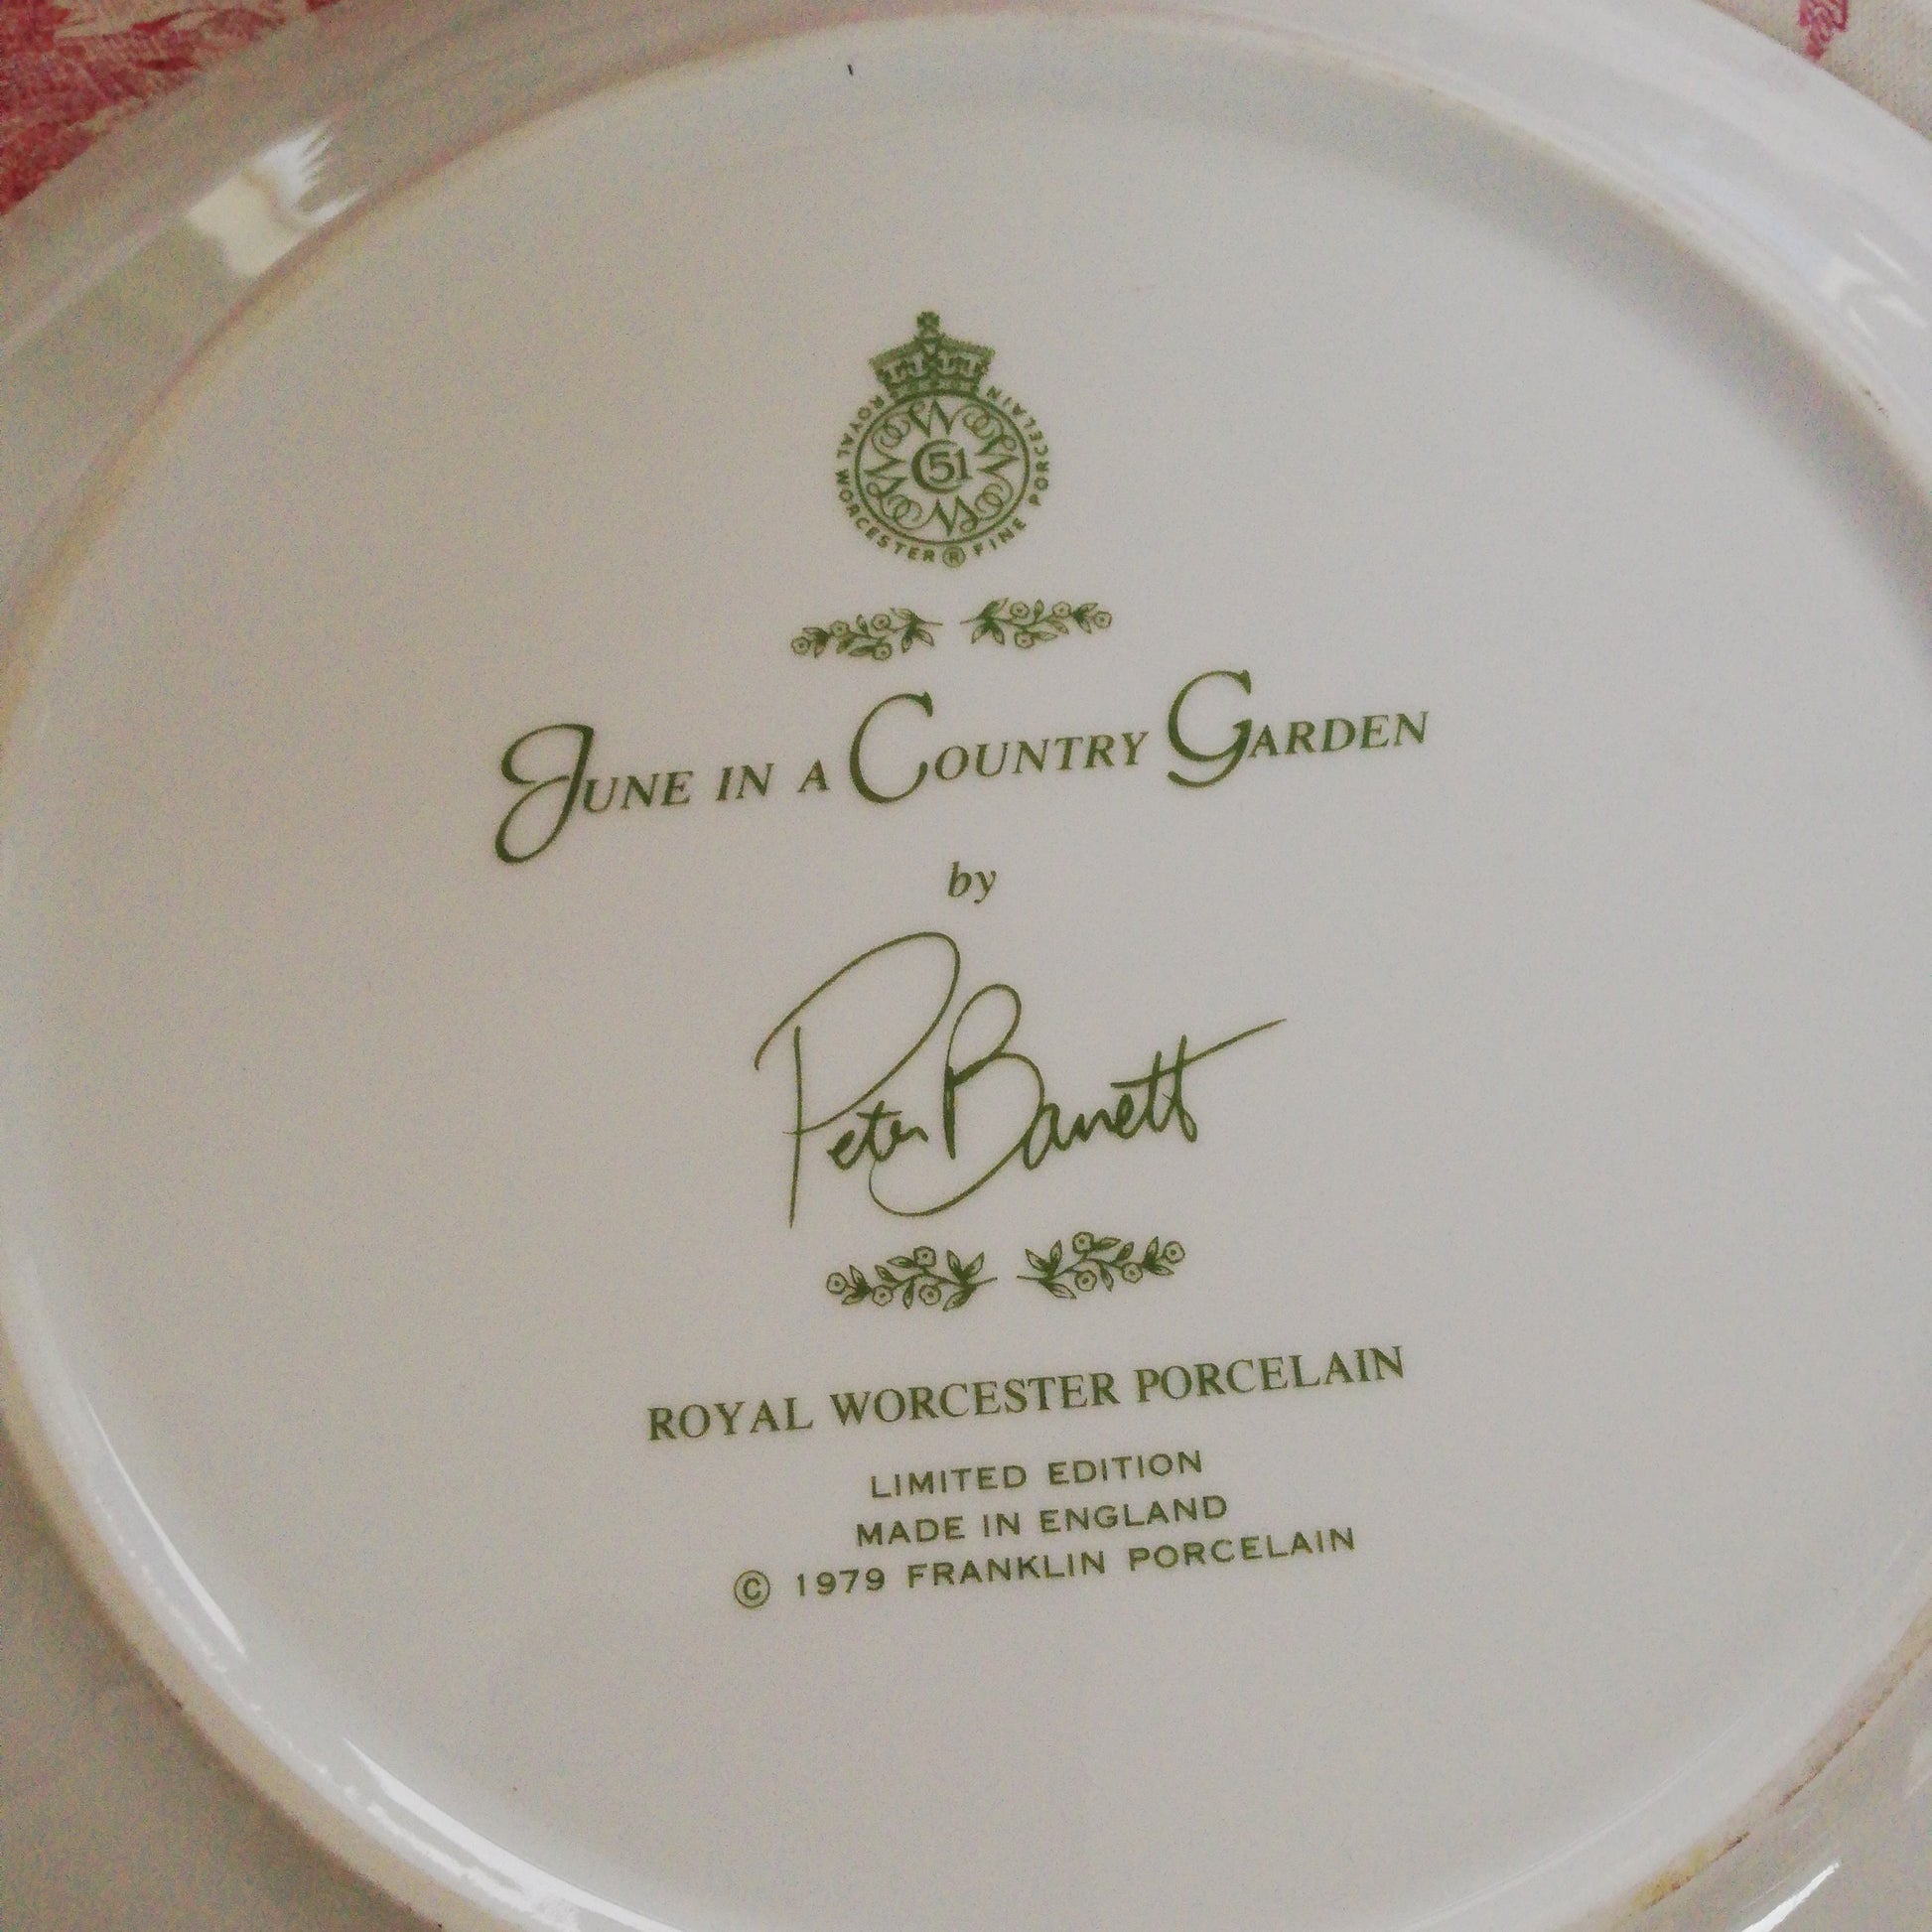 ROYAL WORCESTER ® FINE PORCELAIN
51
JUNE IN A COUNTRY GARDEN
by
Peter Barrett
ROYAL WORCESTER PORCELAIN
LIMITED EDITION
MADE IN ENGLAND
© 1979 FRANKLIN PORCELAIN